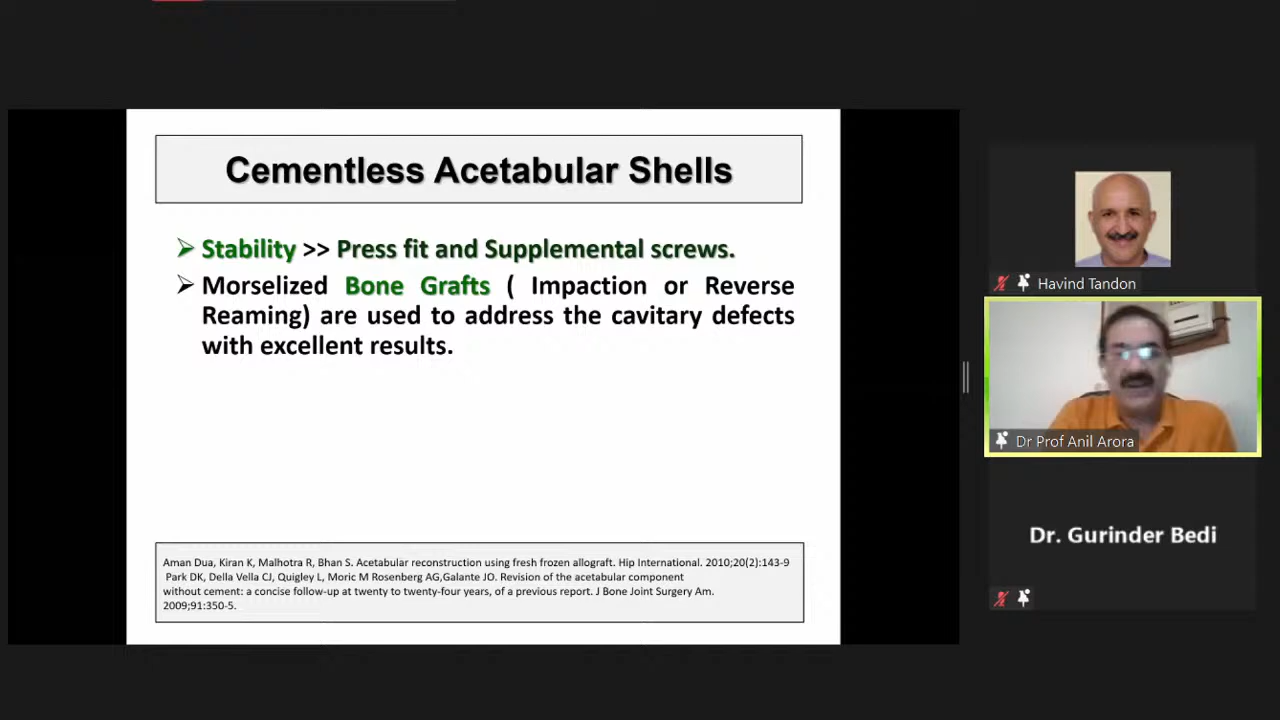 Cementless Acetabular Shells
Stability >> Press fit and Supplemental screws.
Morselized Bone Grafts ( Impaction or Reverse
Reaming) are used to address the cavitary defects
with excellent results.
Aman Dua, Kiran K, Malhotra R, Bhan S. Acetabular reconstruction using fresh frozen allograft. Hip International. 2010;20(2):143-9
Park DK, Della Vella CJ, Quigley L, Moric M Rosenberg AG,Galante JO. Revision of the acetabular component
without cement: a concise follow-up at twenty to twenty-four years, of a previous report. J Bone Joint Surgery Am.
2009;91:350-5.
Havind Tandon
Dr Prof Anil Arora
Dr. Gurinder Bedi